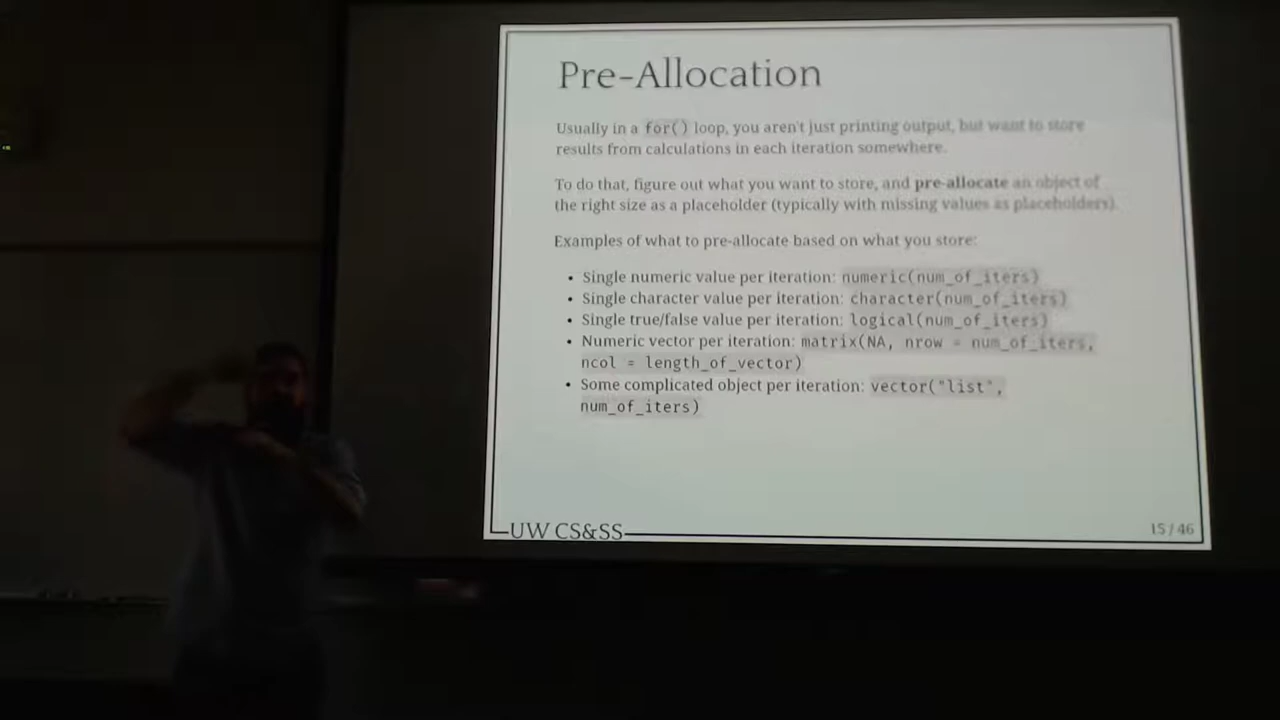 Pre-Allocation
Usually in a for() loop, you aren't just printing output, but want to store
results from calculations in each iteration somewhere.
To do that, figure out what you want to store, and pre-allocate an object of
the right size as a placeholder (typically with missing values as placeholders).
Examples of what to pre-allocate based on what you store:
• Single numeric value per iteration: numeric(num_of_iters)
• Single character value per iteration: character(num_of_iters)
• Single true/false value per iteration: logical(num_of_iters)
• Numeric vector per iteration: matrix(NA, nrow = num_of_iters,
ncol = length_of_vector)
• Some complicated object per iteration: vector("list",
num_of_iters)
UW CS&SS
15 / 46